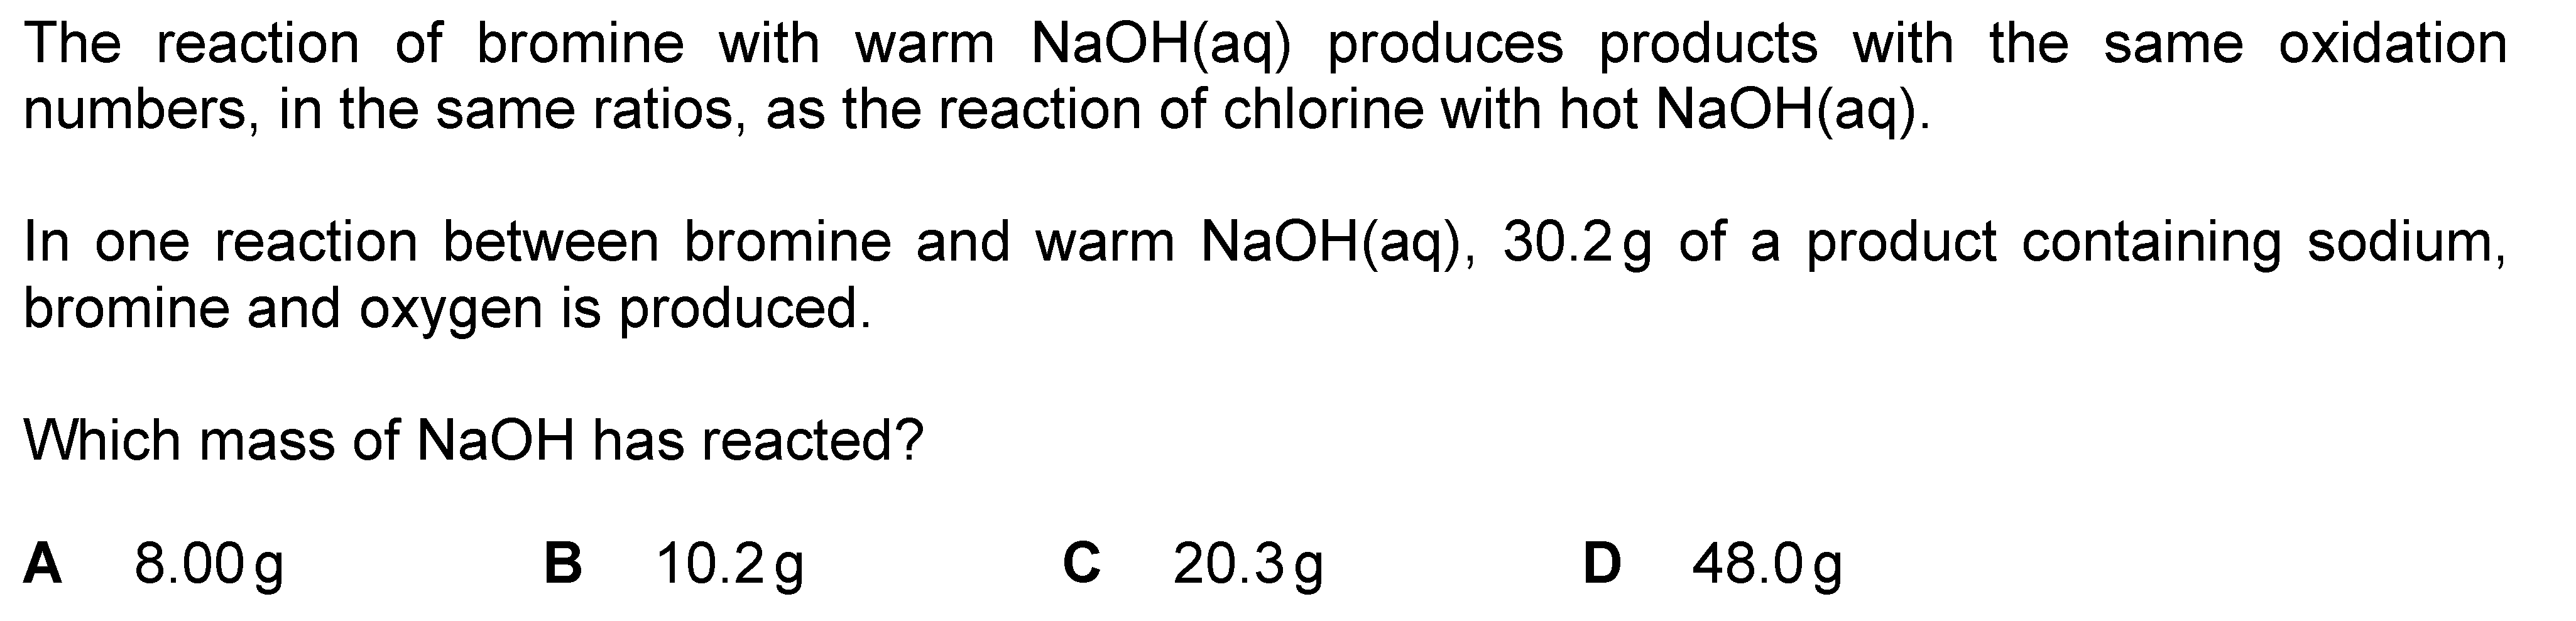 The reaction of bromine with warm NaOH(aq) produces products with the same oxidation
numbers, in the same ratios, as the reaction of chlorine with hot NaOH(aq).
In one reaction between bromine and warm NaOH(aq), 30.2 g of a product containing sodium,
bromine and oxygen is produced.
Which mass of NaOH has reacted?
A 8.00 g B 10.2 g C 20.3 g D 48.0 g